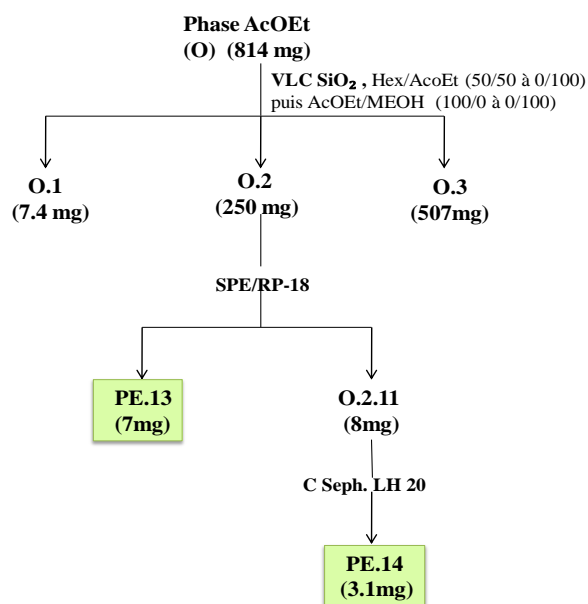 Phase AcOEt
(O) (814 mg)
VLC SiO₂ , Hex/AcoEt (50/50 à 0/100)
puis AcOEt/MEOH (100/0 à 0/100)
O.1
(7.4 mg)
O.2
(250 mg)
O.3
(507mg)
SPE/RP-18
PE.13
(7mg)
O.2.11
(8mg)
C Seph. LH 20
PE.14
(3.1mg)